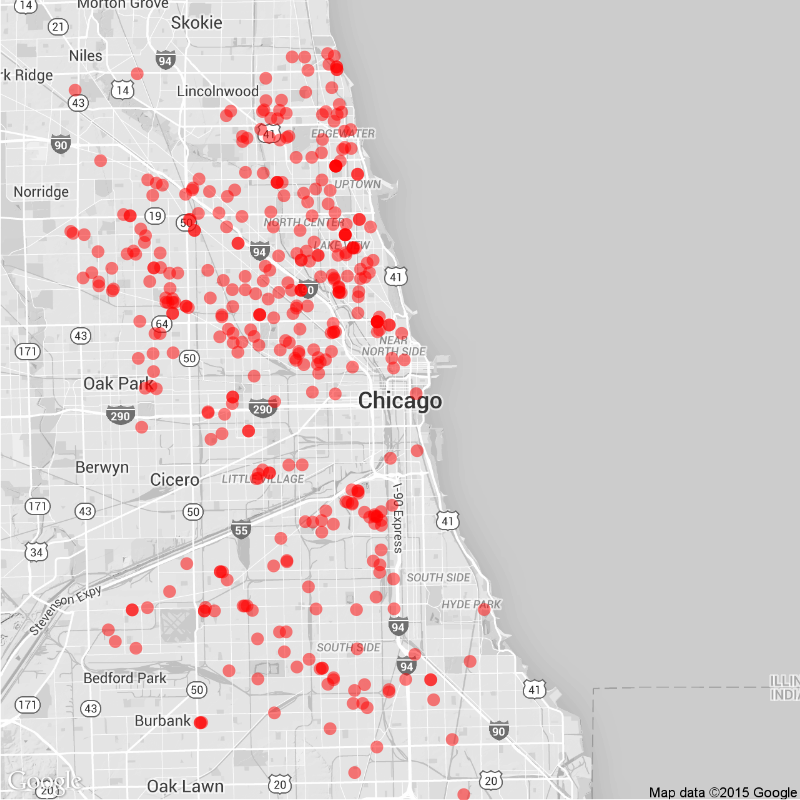 14
Morton Grove
21
Skokie
Niles
94
rk Ridge
14
Lincolnwood
43
41
EDGEWATER
90
UPTOWN
Norridge
19
50
NORTH CENTER
LAKE VIEW
94
41
0
64
43
NEAR
NORTH SIDE
171
50
Oak Park
290
290
Chicago
Berwyn
Cicero
LITTLE VILLAGE
171
43
50
I-90 Express
41
55
34
SOUTH SIDE
Stevenson Expy
HYDE PARK
94
SOUTH SIDE
94
Bedford Park
50
41
ILLIN
INDIA
171
43
Burbank
90
Google
20
Oak Lawn
20
20
Map data ©2015 Google